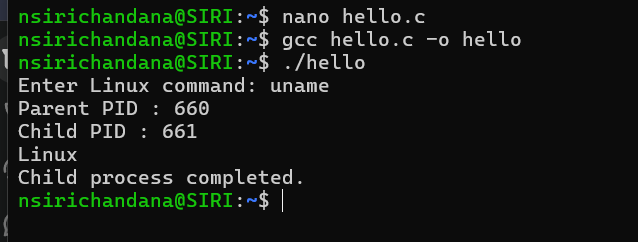 nsirichandana@SIRI:~$ nano hello.c
nsirichandana@SIRI:~$ gcc hello.c -o hello
nsirichandana@SIRI:~$ ./hello
Enter Linux command: uname
Parent PID : 660
Child PID : 661
Linux
Child process completed.
nsirichandana@SIRI:~$